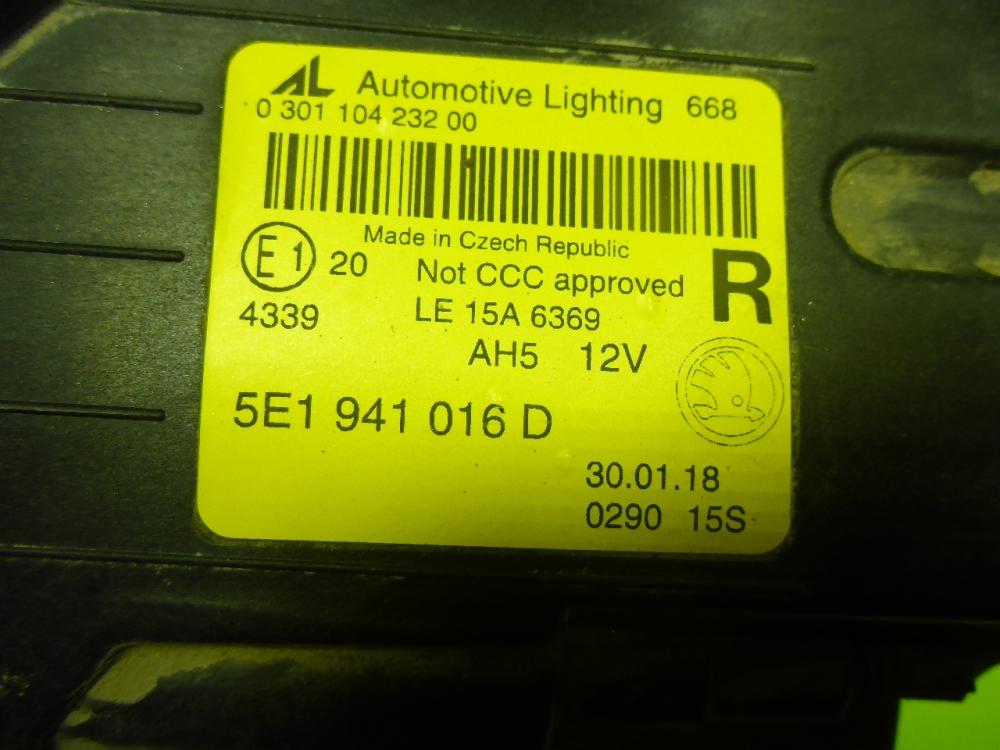 AL Automotive Lighting 668
0 301 104 232 00
Made in Czech Republic
E1 20 Not CCC approved R
4339 LE 15A 6369
AH5 12V
5E1 941 016 D
30.01.18
0290 15S